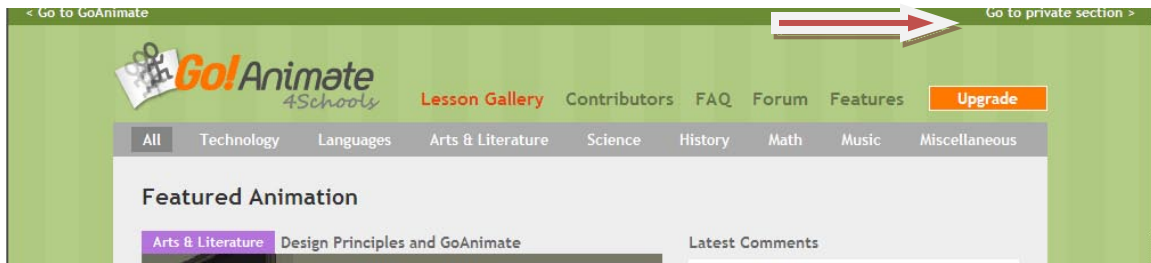 < Go to GoAnimate Go to private section >
Go! Animate
4Schools
Lesson Gallery Contributors FAQ Forum Features Upgrade
All Technology Languages Arts & Literature Science History Math Music Miscellaneous
Featured Animation
Arts & Literature Design Principles and GoAnimate Latest Comments